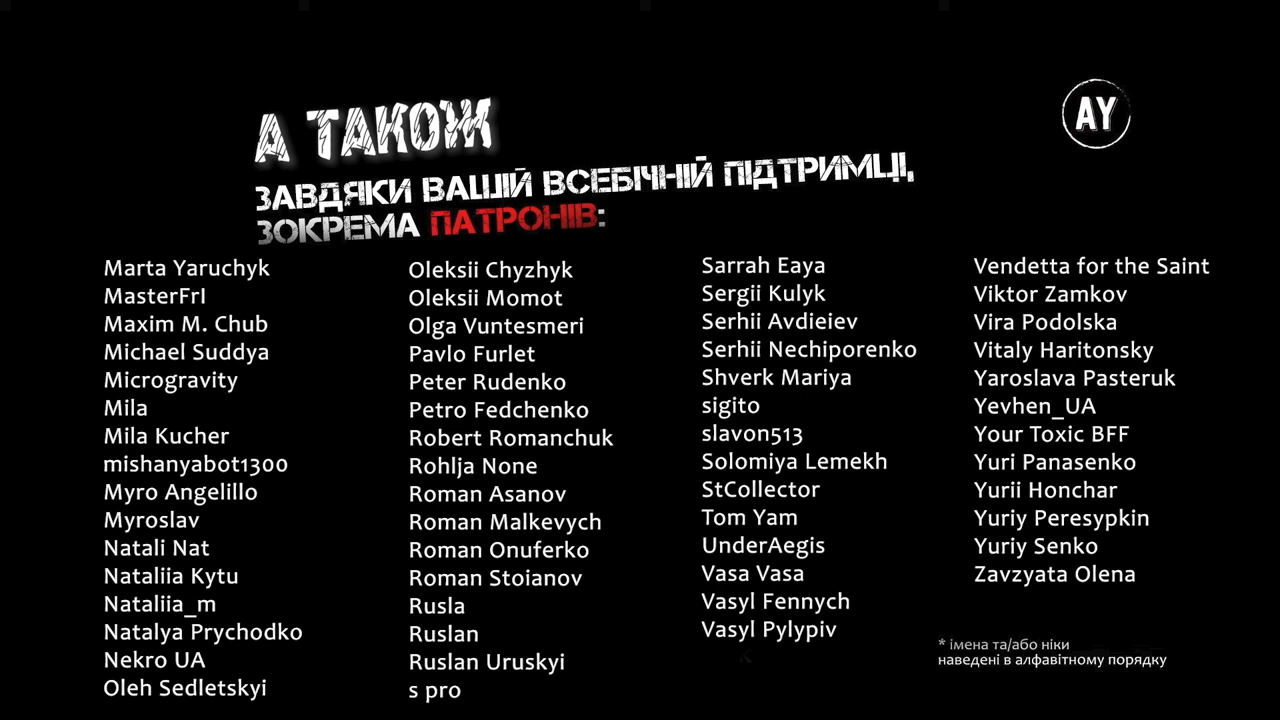 А ТАКОЖ
AY
ЗАВДЯКИ ВАШІЙ ВСЕБІЧНІЙ ПІДТРИМЦІ,
ЗОКРЕМА ПАТРОНІВ:
Marta Yaruchyk
MasterFrI
Maxim M. Chub
Michael Suddya
Microgravity
Mila
Mila Kucher
mishanyabot1300
Myro Angelillo
Myroslav
Natali Nat
Nataliia Kytu
Nataliia_m
Natalya Prychodko
Nekro UA
Oleh Sedletskyi
Oleksii Chyzhyk
Oleksii Momot
Olga Vuntesmeri
Pavlo Furlet
Peter Rudenko
Petro Fedchenko
Robert Romanchuk
Rohlja None
Roman Asanov
Roman Malkevych
Roman Onuferko
Roman Stoianov
Rusla
Ruslan
Ruslan Uruskyi
s pro
Sarrah Eaya
Sergii Kulyk
Serhii Avdieiev
Serhii Nechiporenko
Shverk Mariya
sigito
slavon513
Solomiya Lemekh
StCollector
Tom Yam
UnderAegis
Vasa Vasa
Vasyl Fennych
Vasyl Pylypiv
Vendetta for the Saint
Viktor Zamkov
Vira Podolska
Vitaly Haritonsky
Yaroslava Pasteruk
Yevhen_UA
Your Toxic BFF
Yuri Panasenko
Yurii Honchar
Yuriy Peresypkin
Yuriy Senko
Zavzyata Olena
* імена та/або ніки
наведені в алфавітному порядку